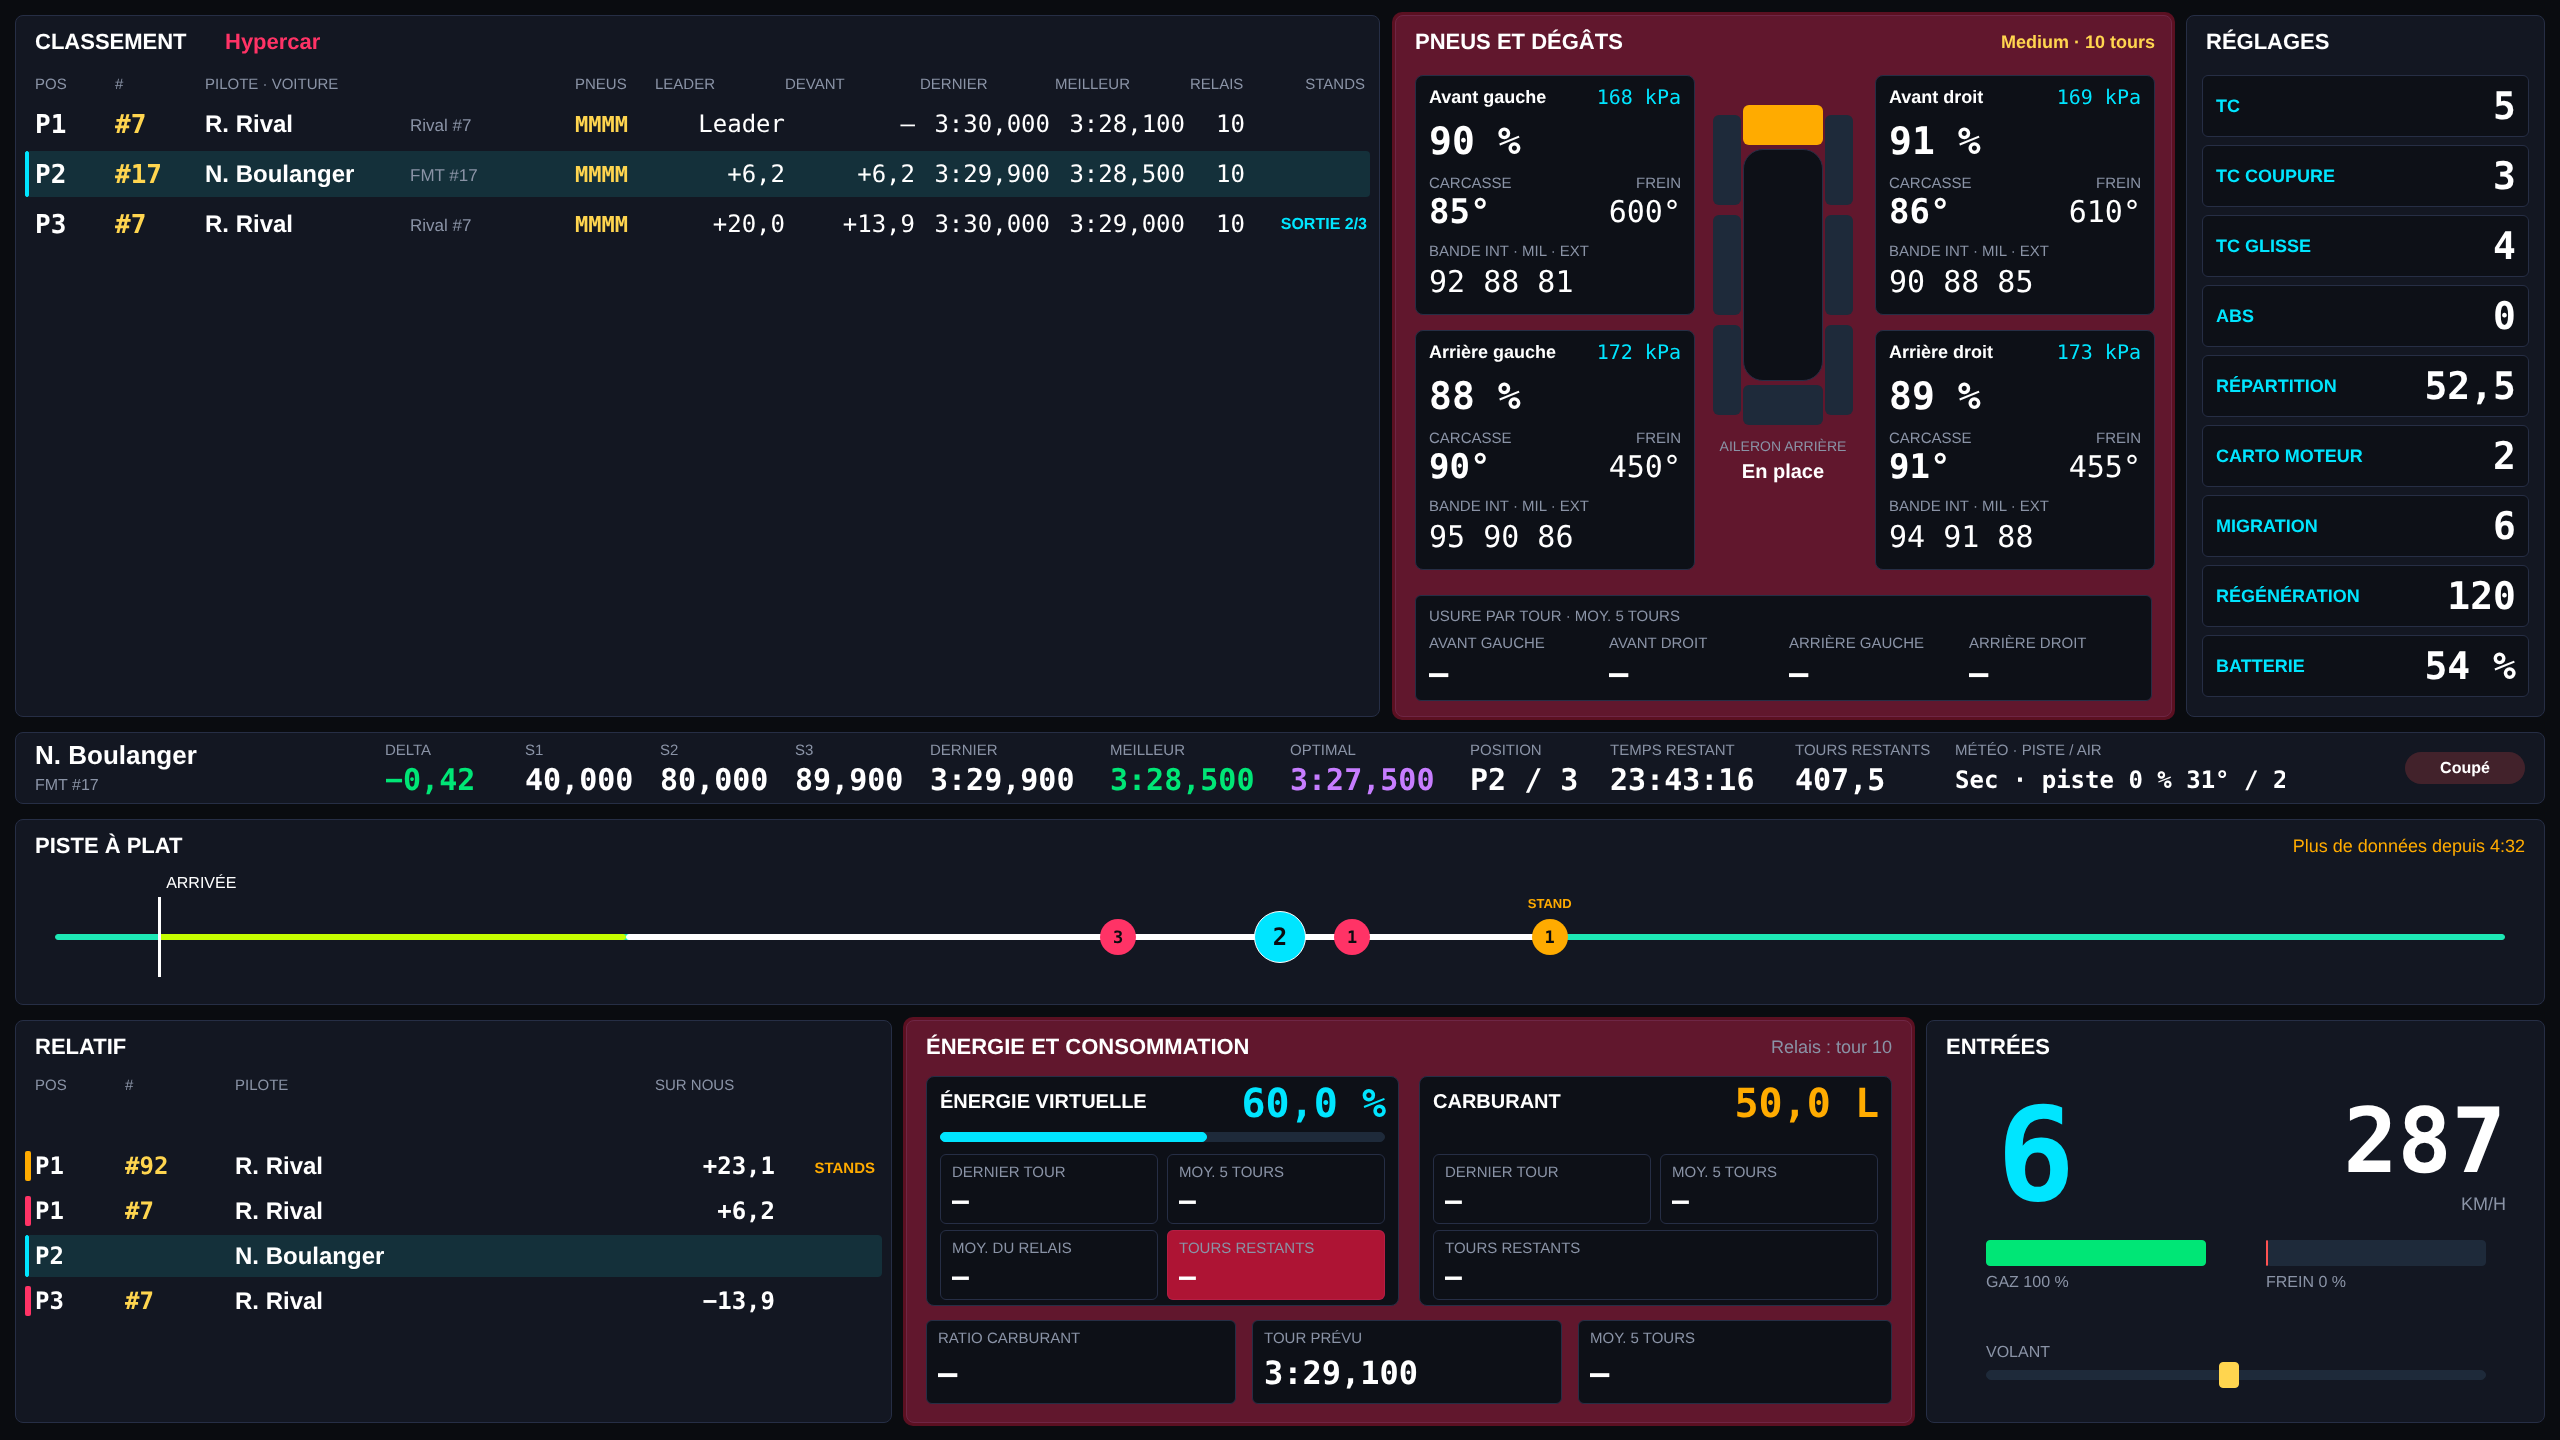 CLASSEMENT Hypercar
POS # PILOTE · VOITURE PNEUS LEADER DEVANT DERNIER MEILLEUR RELAIS STANDS
P1 #7 R. Rival Rival #7 MMMM Leader – 3:30,000 3:28,100 10
P2 #17 N. Boulanger FMT #17 MMMM +6,2 +6,2 3:29,900 3:28,500 10
P3 #7 R. Rival Rival #7 MMMM +20,0 +13,9 3:30,000 3:29,000 10 SORTIE 2/3
PNEUS ET DÉGÂTS Medium · 10 tours
Avant gauche 168 kPa
90 %
CARCASSE FREIN
85° 600°
BANDE INT · MIL · EXT
92 88 81
Avant droit 169 kPa
91 %
CARCASSE FREIN
86° 610°
BANDE INT · MIL · EXT
90 88 85
Arrière gauche 172 kPa
88 %
CARCASSE FREIN
90° 450°
BANDE INT · MIL · EXT
95 90 86
AILERON ARRIÈRE
En place
Arrière droit 173 kPa
89 %
CARCASSE FREIN
91° 455°
BANDE INT · MIL · EXT
94 91 88
USURE PAR TOUR · MOY. 5 TOURS
AVANT GAUCHE AVANT DROIT ARRIÈRE GAUCHE ARRIÈRE DROIT
– – – –
RÉGLAGES
TC 5
TC COUPURE 3
TC GLISSE 4
ABS 0
RÉPARTITION 52,5
CARTO MOTEUR 2
MIGRATION 6
RÉGÉNÉRATION 120
BATTERIE 54 %
N. Boulanger DELTA S1 S2 S3 DERNIER MEILLEUR OPTIMAL POSITION TEMPS RESTANT TOURS RESTANTS MÉTÉO · PISTE / AIR
FMT #17 −0,42 40,000 80,000 89,900 3:29,900 3:28,500 3:27,500 P2 / 3 23:43:16 407,5 Sec · piste 0 % 31° / 2 Coupé
PISTE À PLAT Plus de données depuis 4:32
ARRIVÉE
STAND
3 2 1 1
RELATIF
POS # PILOTE SUR NOUS
P1 #92 R. Rival +23,1 STANDS
P1 #7 R. Rival +6,2
P2 N. Boulanger
P3 #7 R. Rival −13,9
ÉNERGIE ET CONSOMMATION Relais : tour 10
ÉNERGIE VIRTUELLE 60,0 %
DERNIER TOUR MOY. 5 TOURS
– –
MOY. DU RELAIS TOURS RESTANTS
– –
CARBURANT 50,0 L
DERNIER TOUR MOY. 5 TOURS
– –
TOURS RESTANTS
–
RATIO CARBURANT TOUR PRÉVU MOY. 5 TOURS
– 3:29,100 –
ENTRÉES
6 287
KM/H
GAZ 100 % FREIN 0 %
VOLANT